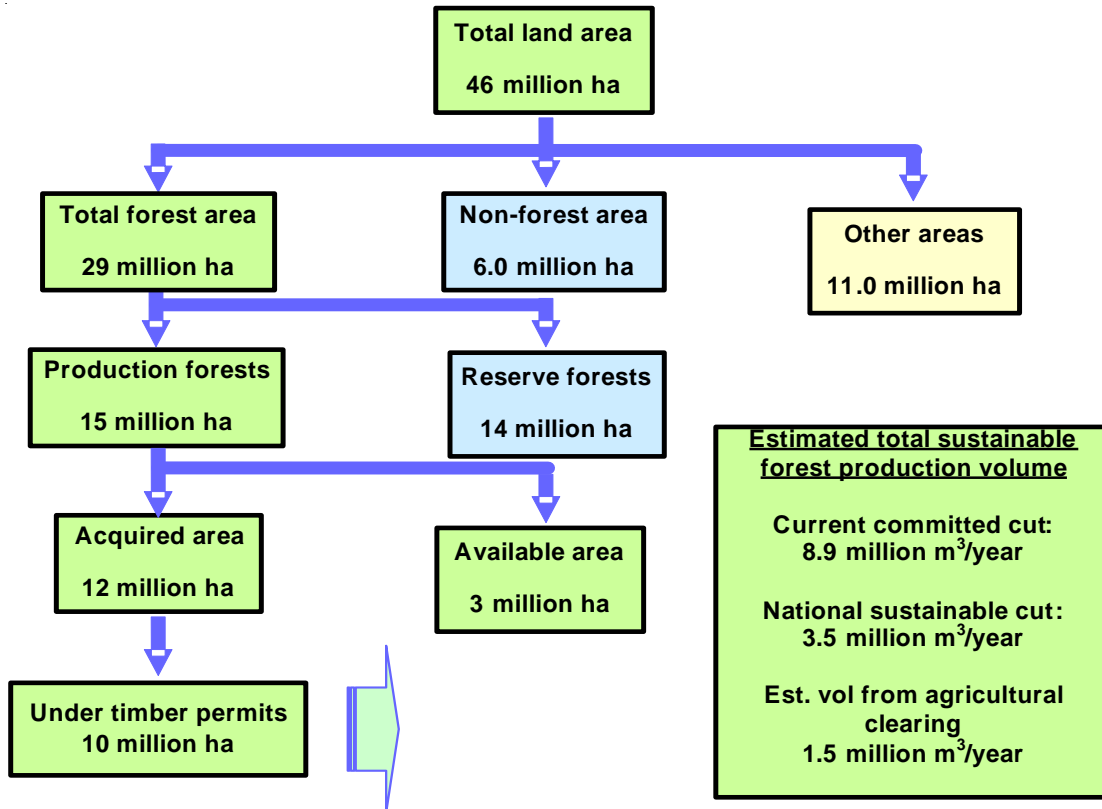 Total land area
46 million ha
Total forest area
29 million ha
Non-forest area
6.0 million ha
Other areas
11.0 million ha
Production forests
15 million ha
Reserve forests
14 million ha
Acquired area
12 million ha
Available area
3 million ha
Under timber permits
10 million ha
Estimated total sustainable
forest production volume
Current committed cut:
8.9 million m³/year
National sustainable cut:
3.5 million m³/year
Est. vol from agricultural
clearing
1.5 million m³/year